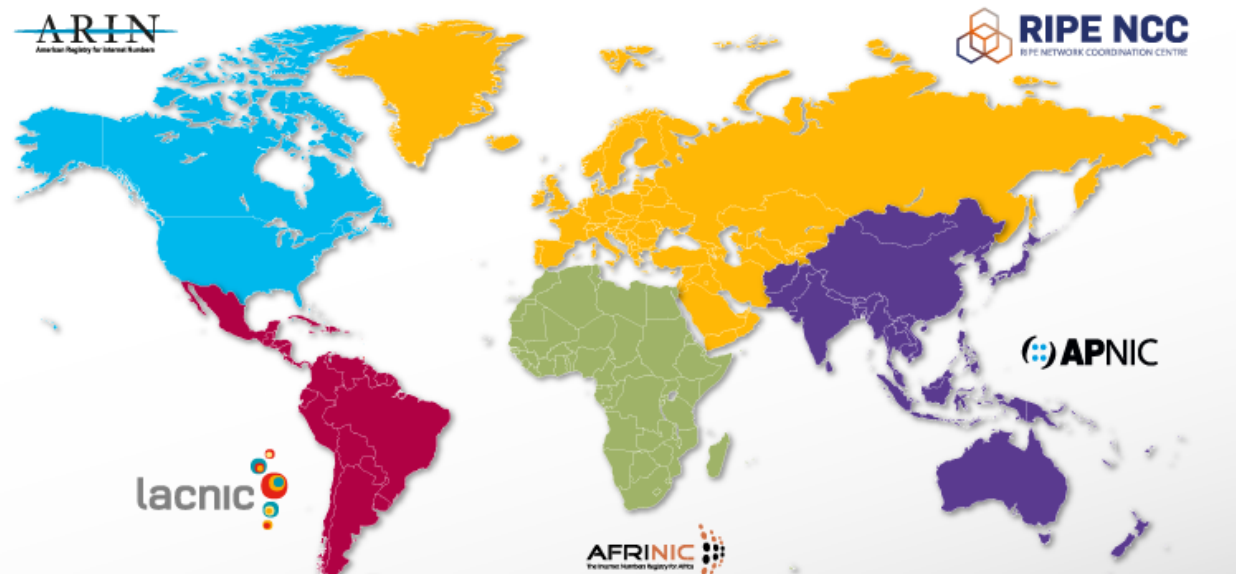 ARIN
American Registry for Internet Numbers
RIPE NCC
RIPE NETWORK COORDINATION CENTRE
APNIC
lacnic
AFRINIC
The Internet Numbers Registry for Africa